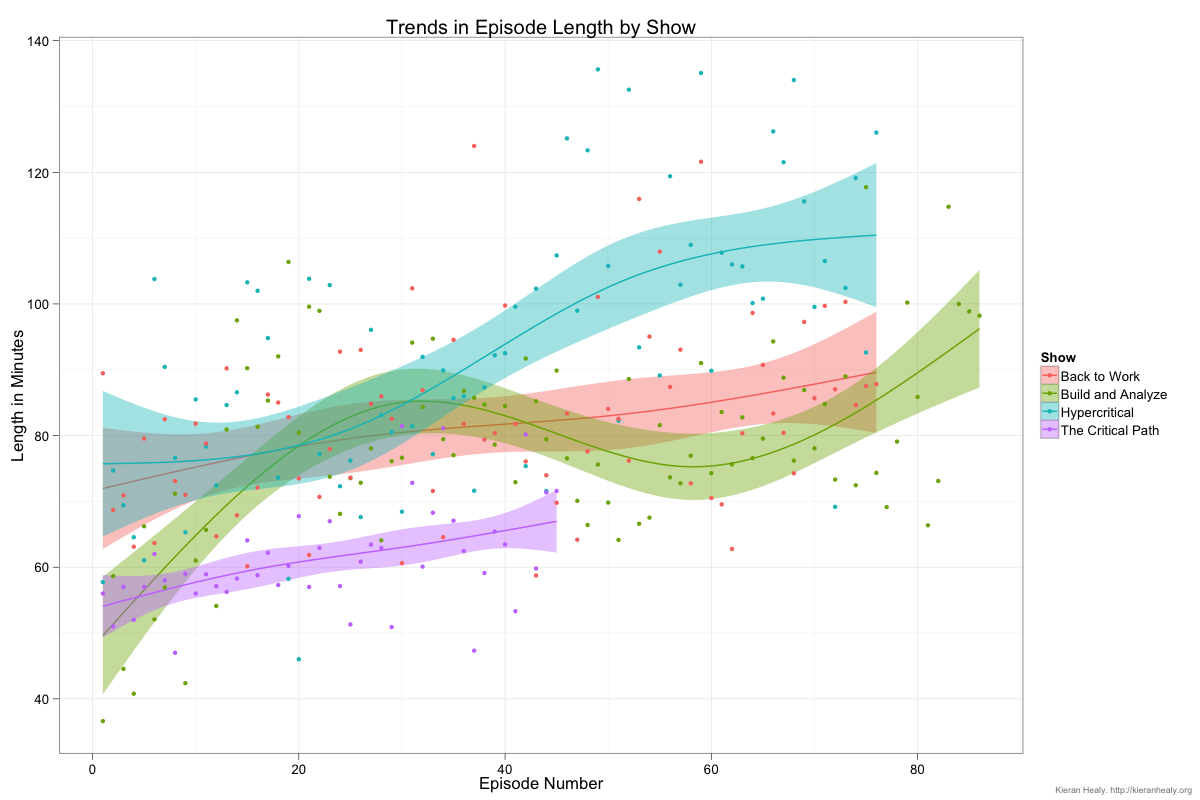 Trends in Episode Length by Show
Length in Minutes
140
120
100
80
60
40
0
20
40
60
80
Episode Number
Show
Back to Work
Build and Analyze
Hypercritical
The Critical Path
Kieran Healy. http://kieranhealy.org